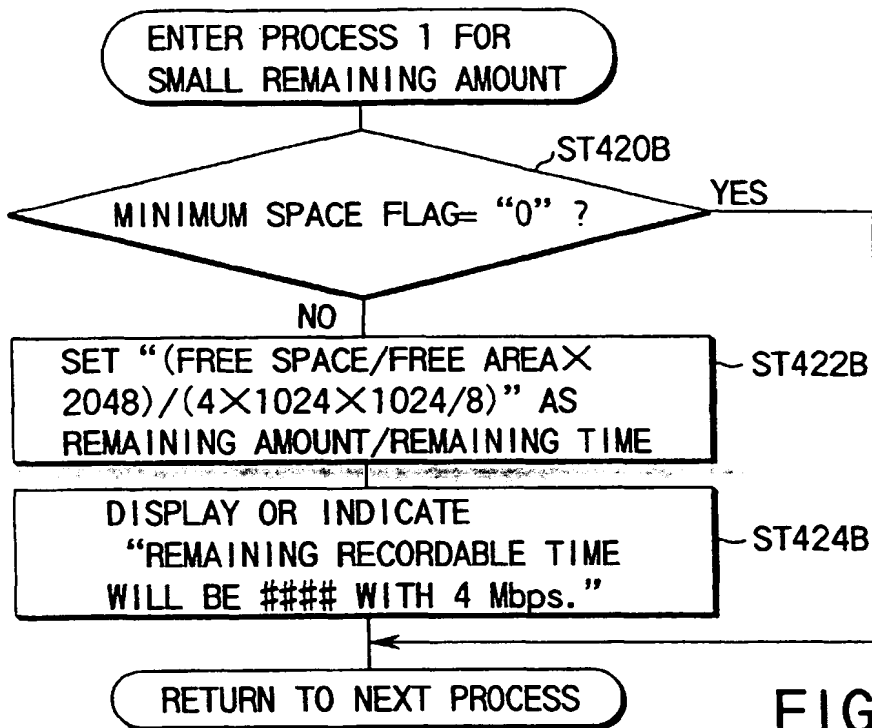 ENTER PROCESS 1 FOR
SMALL REMAINING AMOUNT
ST420B
MINIMUM SPACE FLAG= “0” ?
YES
NO
SET “(FREE SPACE/FREE AREA×
2048)/(4×1024×1024/8)” AS
REMAINING AMOUNT/REMAINING TIME
ST422B
DISPLAY OR INDICATE
“REMAINING RECORDABLE TIME
WILL BE #### WITH 4 Mbps.”
ST424B
RETURN TO NEXT PROCESS
FIG